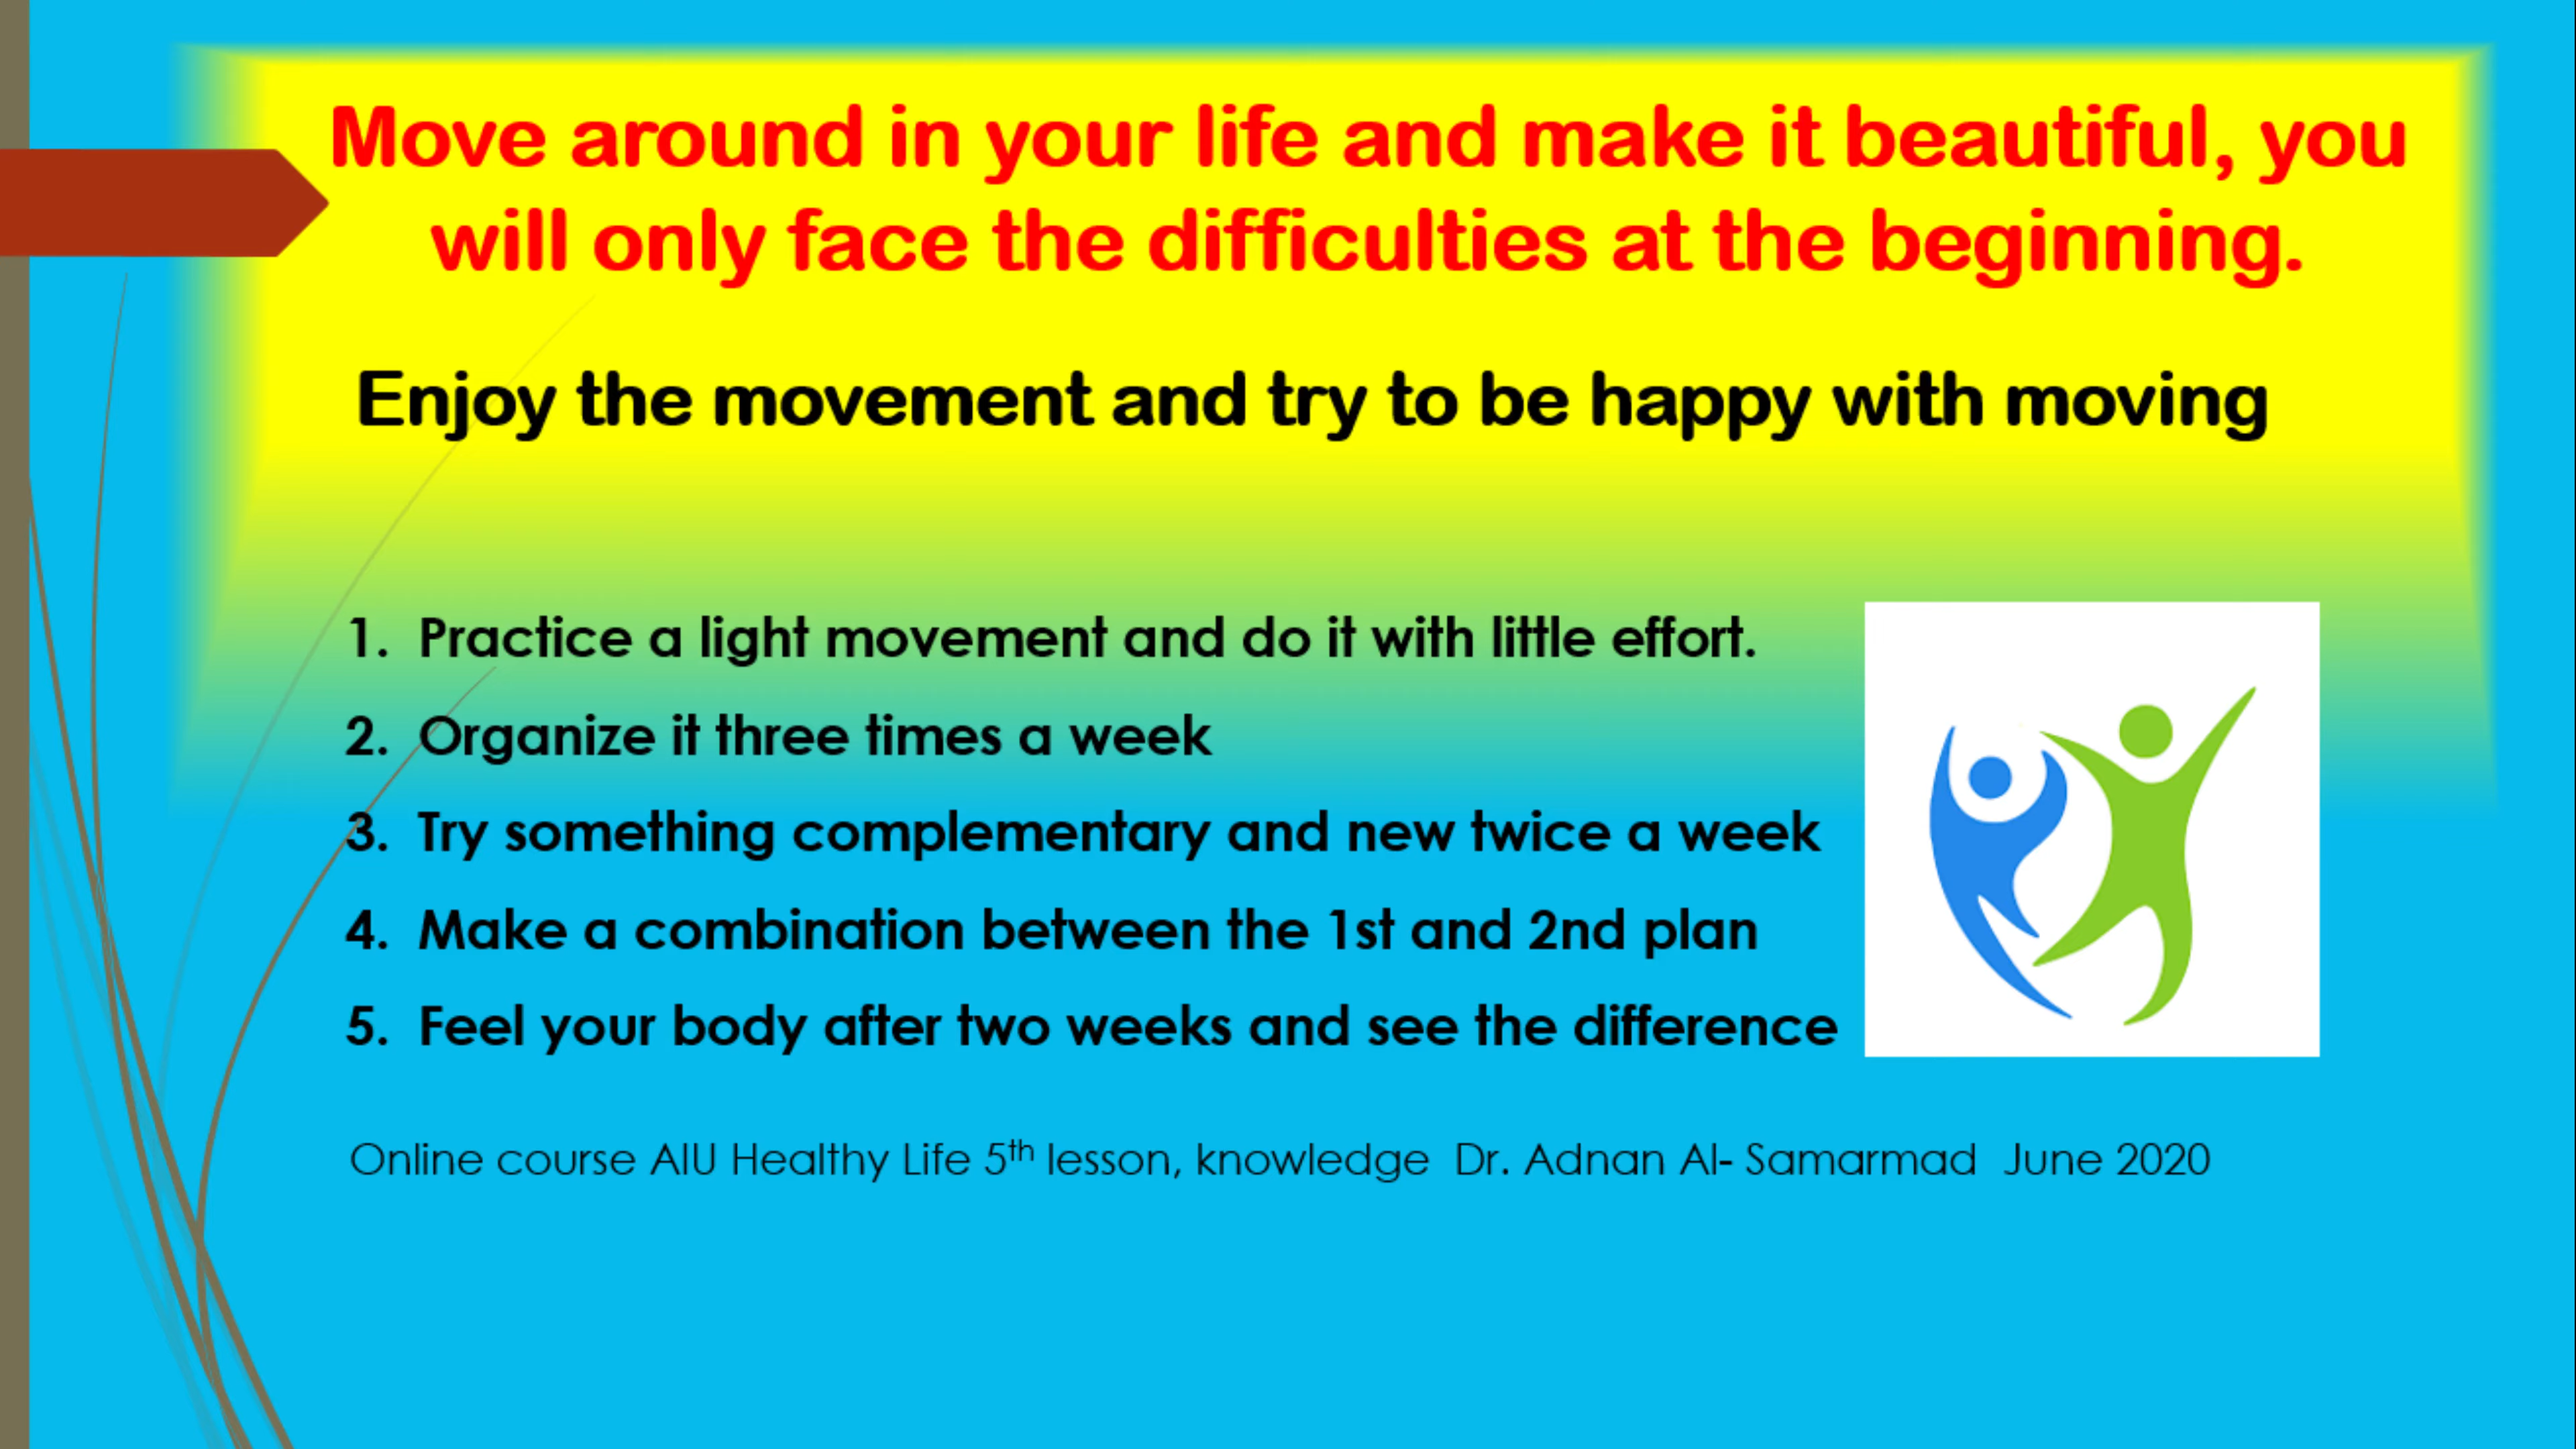 Move around in your life and make it beautiful, you
will only face the difficulties at the beginning.
Enjoy the movement and try to be happy with moving
1. Practice a light movement and do it with little effort.
2. Organize it three times a week
3. Try something complementary and new twice a week
4. Make a combination between the 1st and 2nd plan
5. Feel your body after two weeks and see the difference
Online course AIU Healthy Life 5th lesson, knowledge Dr. Adnan Al- Samarmad June 2020